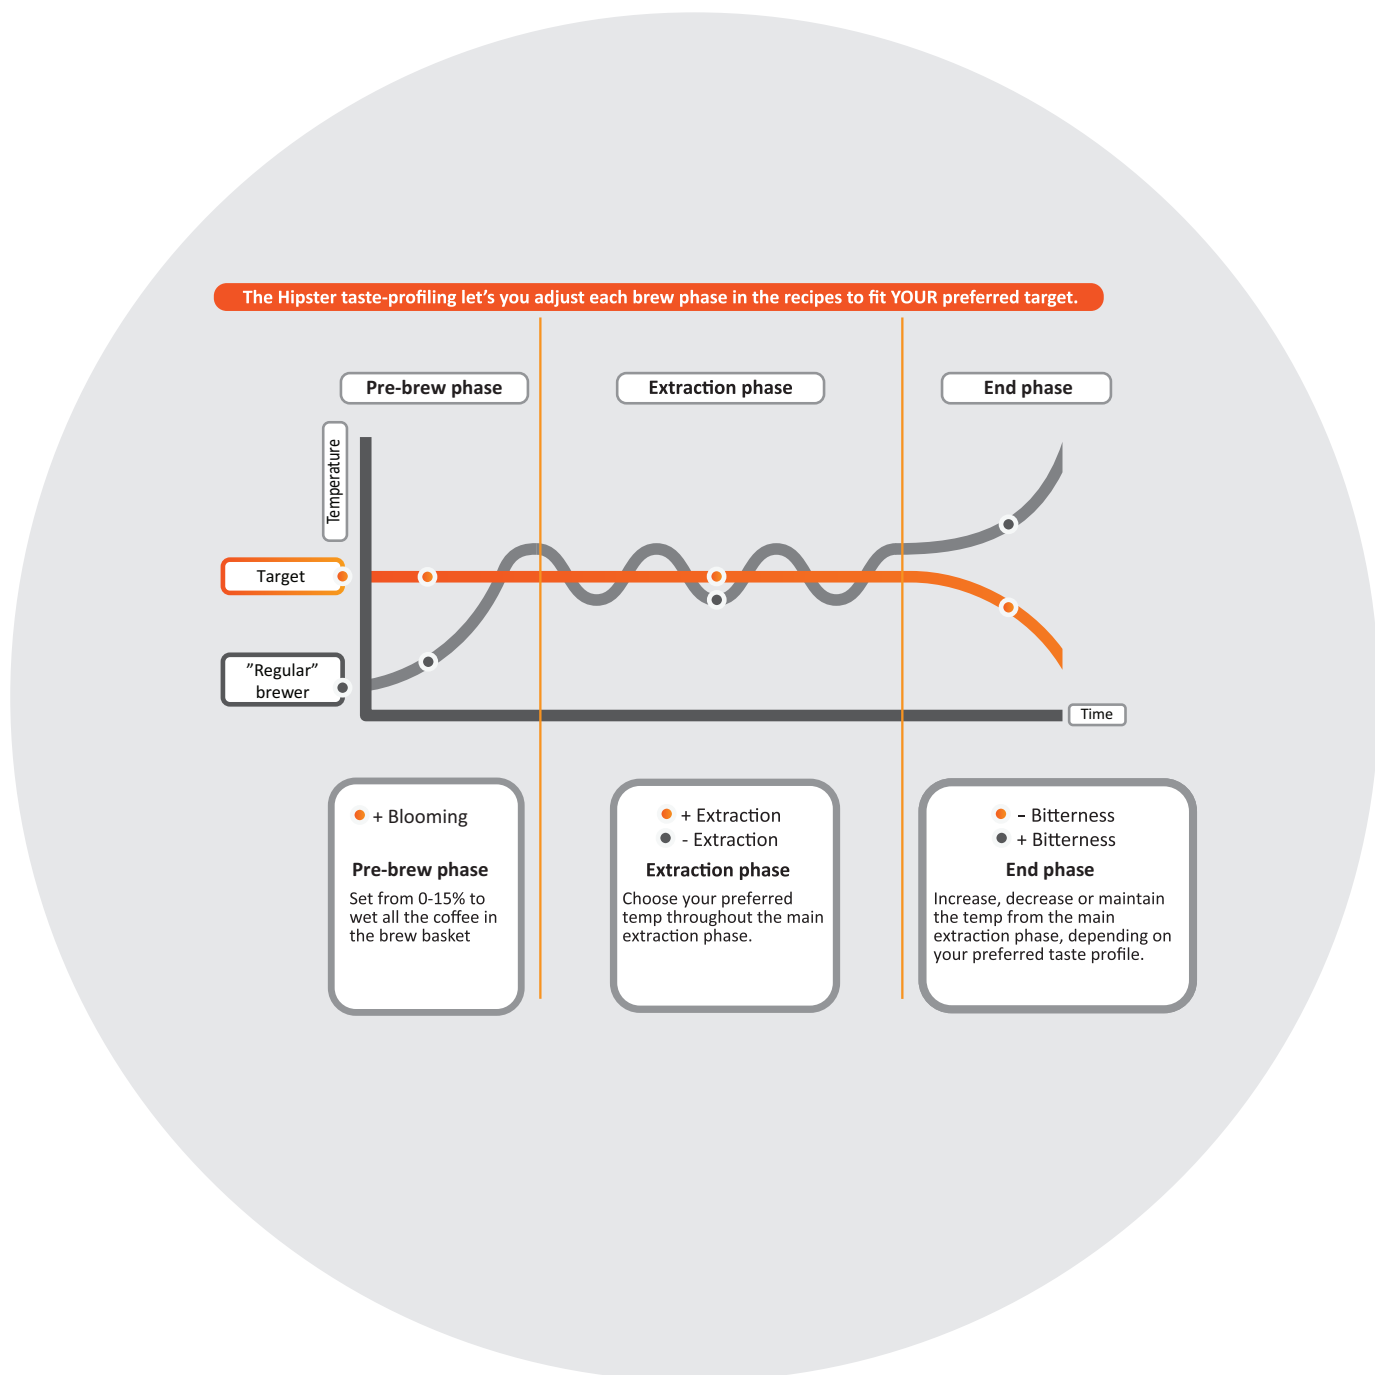 The Hipster taste-profiling let's you adjust each brew phase in the recipes to fit YOUR preferred target.
Pre-brew phase
Extraction phase
End phase
Temperature
Target
”Regular”
brewer
Time
+ Blooming
Pre-brew phase
Set from 0-15% to
wet all the coffee in
the brew basket
+ Extraction
- Extraction
Extraction phase
Choose your preferred
temp throughout the main
extraction phase.
– Bitterness
+ Bitterness
End phase
Increase, decrease or maintain
the temp from the main
extraction phase, depending on
your preferred taste profile.